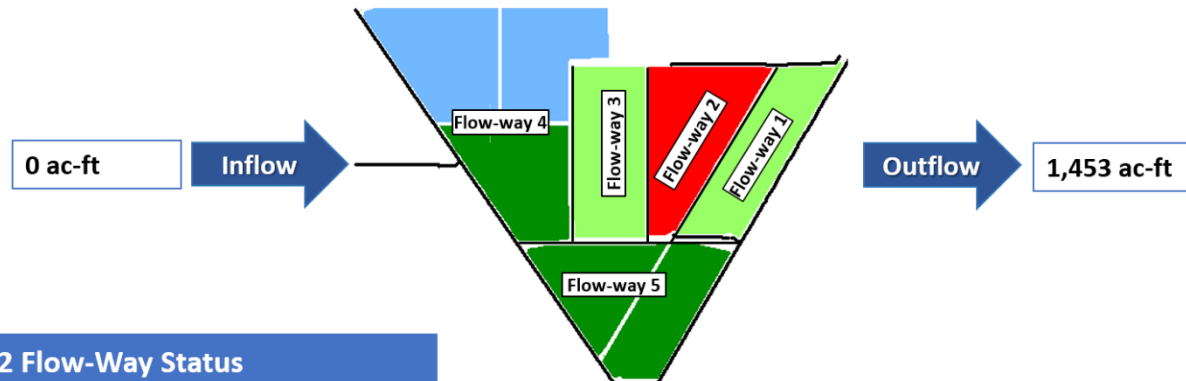 0 ac-ft
Inflow
Flow-way 4
Flow-way 3
Flow-way 2
Flow-way 1
Outflow
1,453 ac-ft
Flow-way 5
2 Flow-Way Status